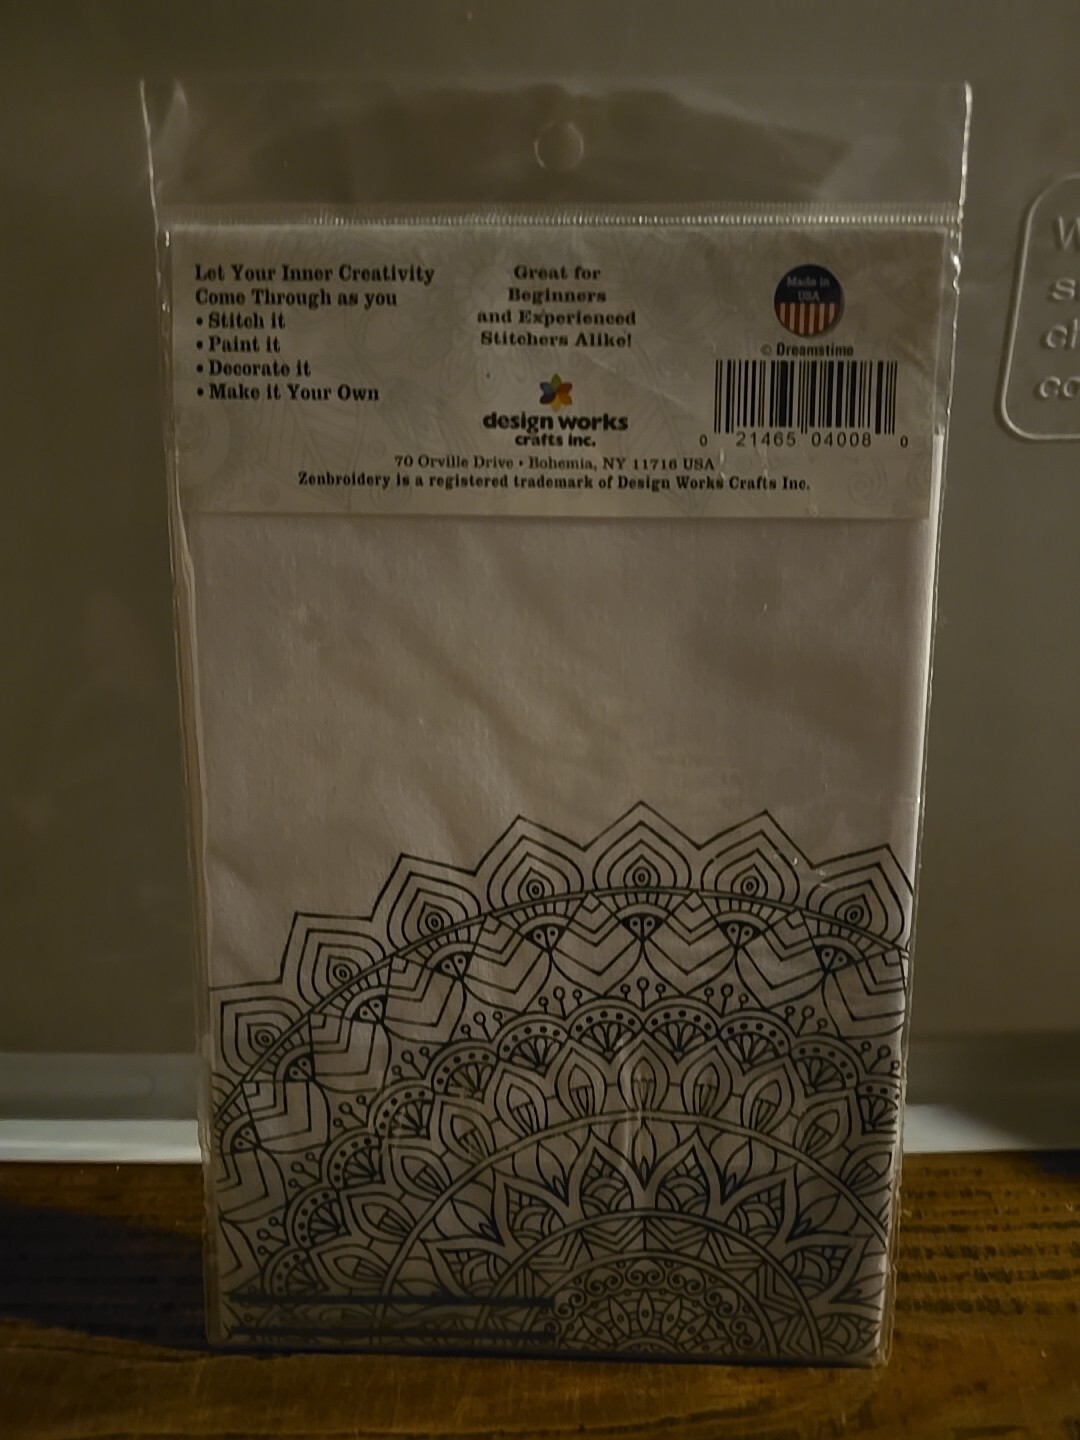 Let Your Inner Creativity
Come Through as you
• Stitch it
• Paint it
• Decorate it
• Make it Your Own
Great for
Beginners
and Experienced
Stitchers Alike!
design works
crafts inc.
Made in
USA
© Dreamstime
0 21465 04008 0
70 Orville Drive • Bohemia, NY 11716 USA
Zenbroidery is a registered trademark of Design Works Crafts Inc.